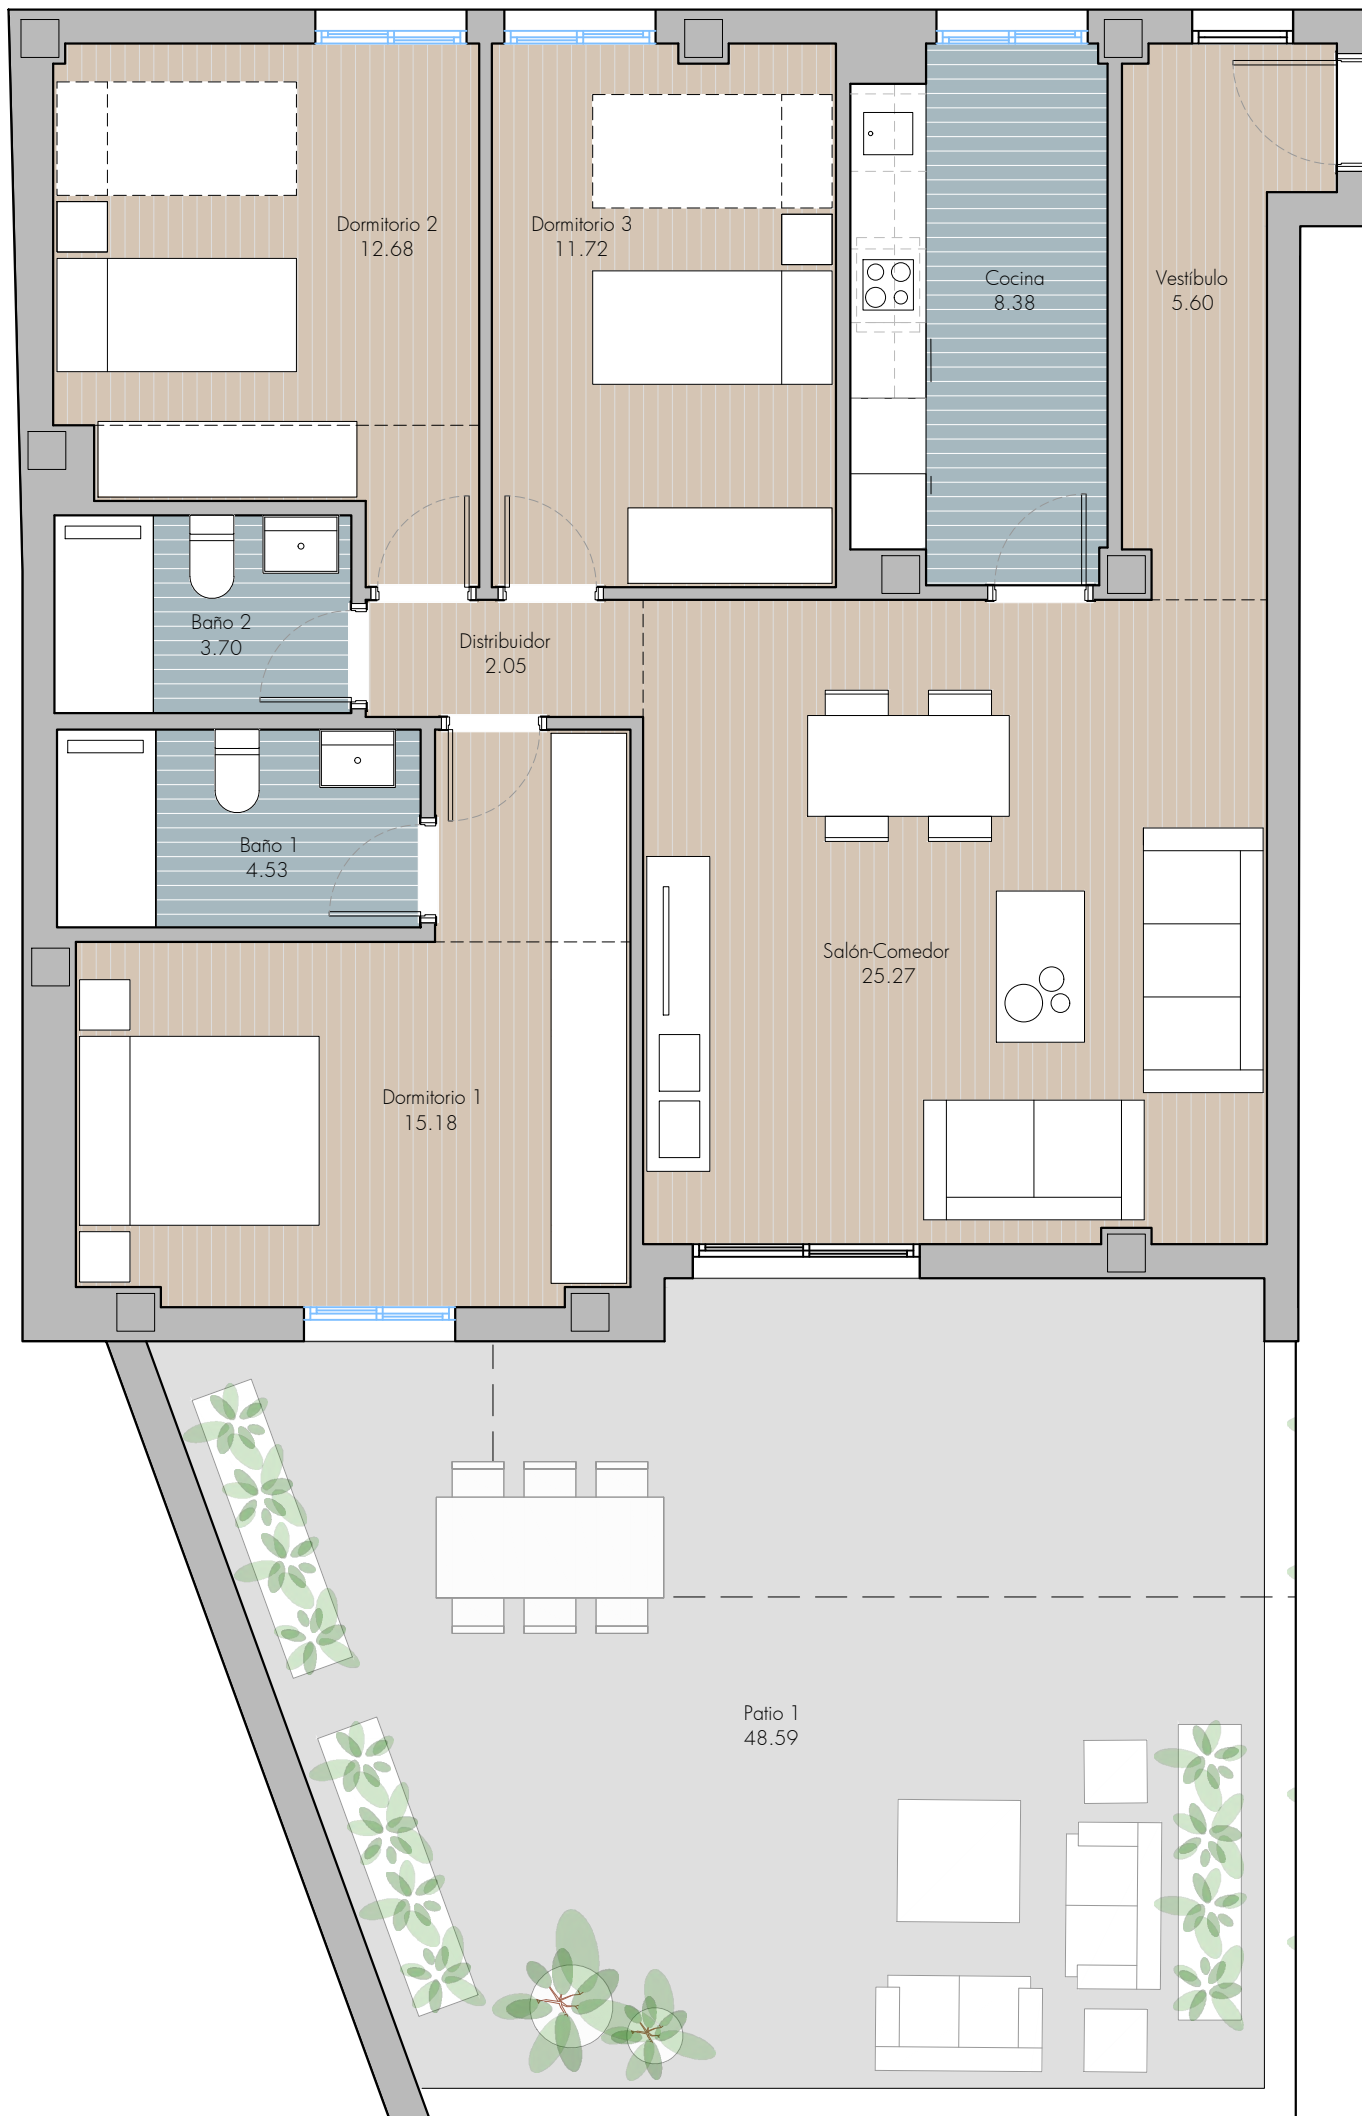 Dormitorio 2
12.68
Dormitorio 3
11.72
Cocina
8.38
Vestíbulo
5.60
Baño 2
3.70
Distribuidor
2.05
Baño 1
4.53
Salón-Comedor
25.27
Dormitorio 1
15.18
Patio 1
48.59